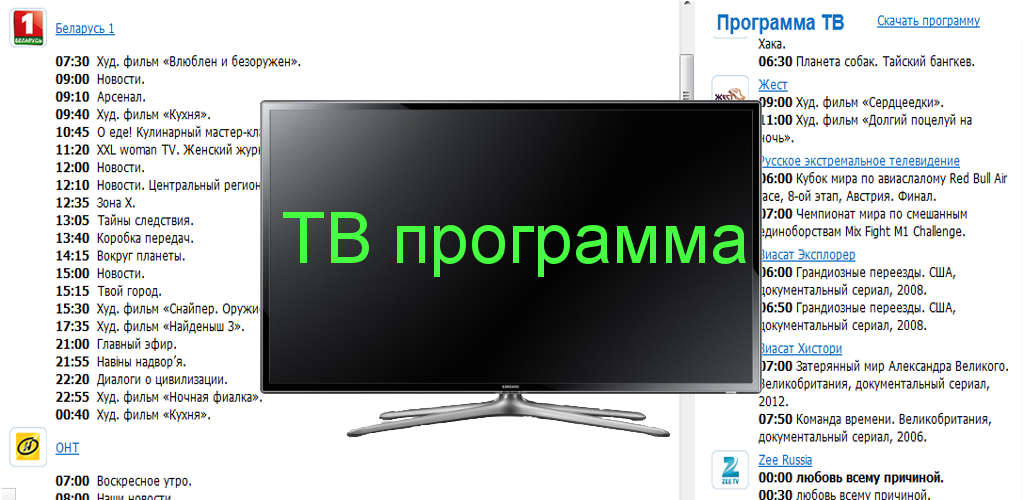 1
БЕЛАРУСЬ
Беларусь 1
07:30 Худ. фильм «Влюблен и безоружен».
09:00 Новости.
09:10 Арсенал.
09:40 Худ. фильм «Кухня».
10:45 О еде! Кулинарный
11:20 XXL woman TV. Женский
12:00 Новости.
12:10 Новости. Центральный регион
12:35 Зона Х.
13:05 Тайны следствия.
13:40 Коробка передач.
14:15 Вокруг планеты.
15:00 Новости.
15:15 Твой город.
15:30 Худ. фильм «Снайпер.
17:35 Худ. фильм «Найденыш 3».
21:00 Главный эфир.
21:55 Навіны надвор’я.
22:20 Диалоги о цивилизации.
22:55 Худ. фильм «Ночная фиалка».
00:40 Худ. фильм «Кухня».
ОНТ
07:00 Воскресное утро.
08:00 Наши новости.
ТВ программа
SAMSUNG
Программа ТВ
Скачать программу
Хака.
06:30 Планета собак. Тайский бангкев.
ЖЕСТ
Жест
09:00 Худ. фильм «Сердцеедки».
11:00 Худ. фильм «Долгий поцелуй на
ночь».
Русское экстремальное телевидение
06:00 Кубок мира по авиаслалому Red Bull Air
Race, 8-ой этап, Австрия. Финал.
07:00 Чемпионат мира по смешанным
единоборствам Mix Fight M1 Challenge.
Виасат Эксплорер
06:00 Грандиозные переезды. США,
документальный сериал, 2008.
06:50 Грандиозные переезды. США,
документальный сериал, 2008.
Виасат Хистори
07:00 Затерянный мир Александра Великого.
Великобритания, документальный сериал,
2012.
07:50 Команда времени. Великобритания,
документальный сериал, 2006.
ZEE TV
Zee Russia
00:00 любовь всему причиной.
00:30 любовь всему причиной.